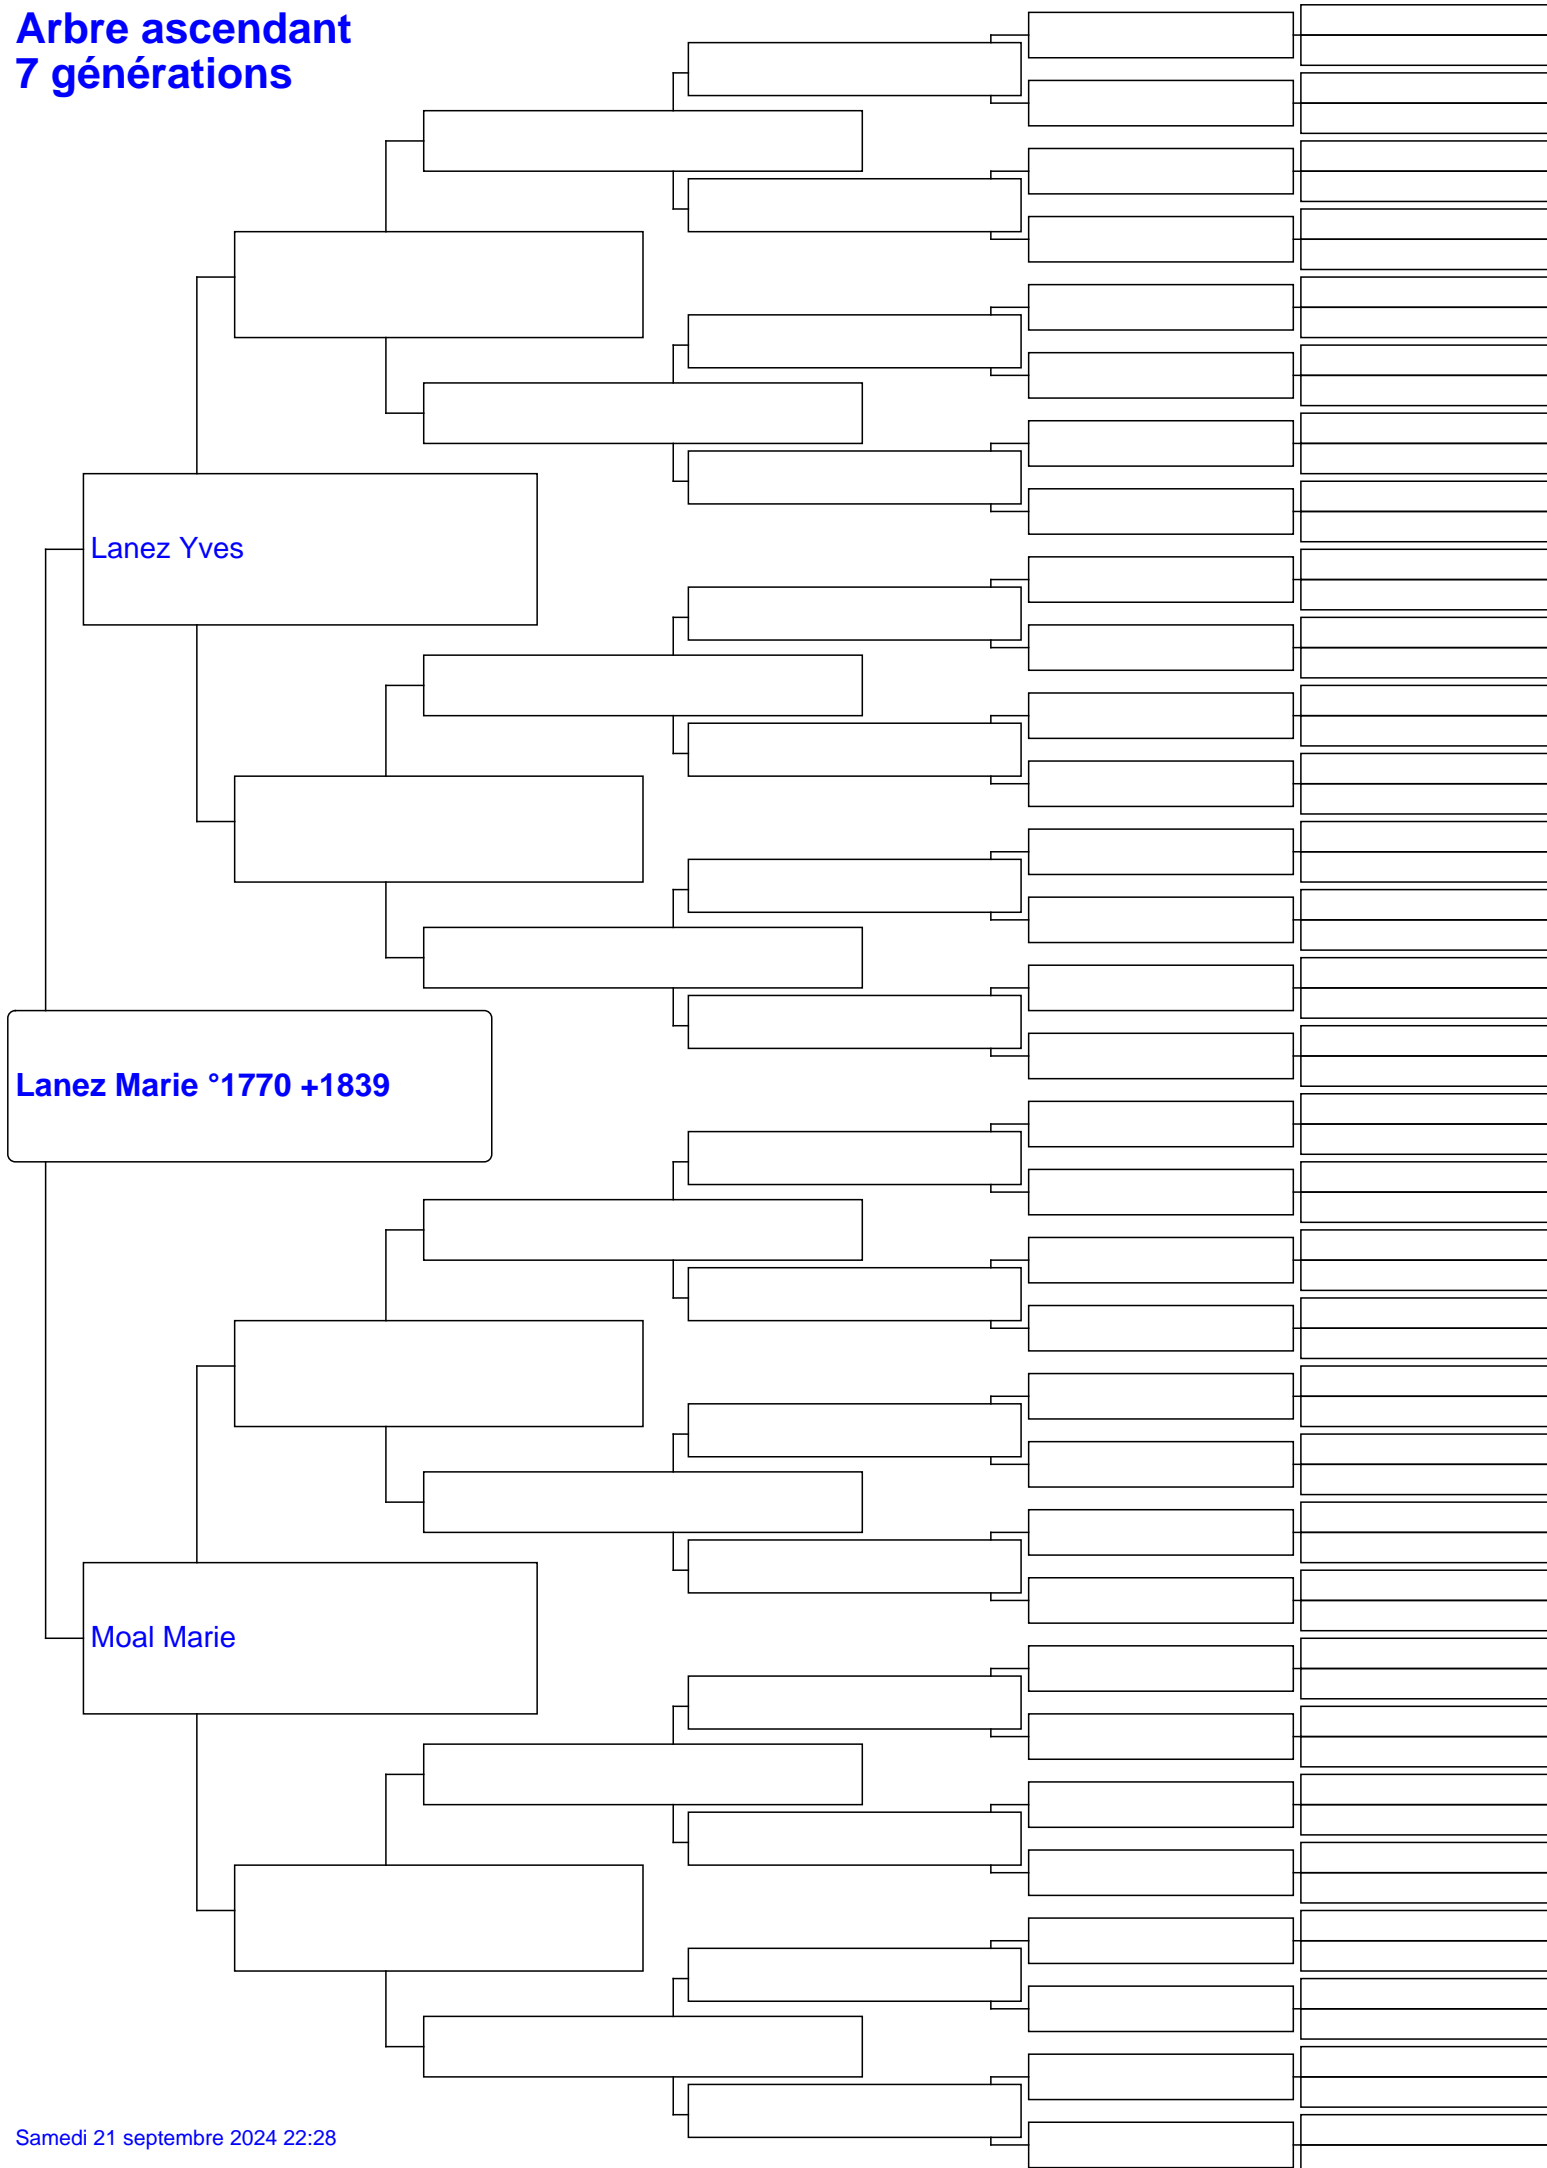 Arbre ascendant
7 générations
Lanez Yves
Lanez Marie °1770 +1839
Moal Marie
Samedi 21 septembre 2024 22:28